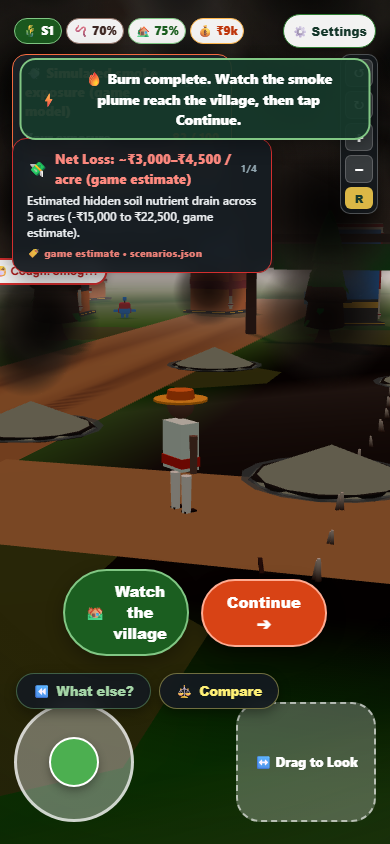 🌾 S1
🪱 70%
🏘️ 75%
💰 ₹9k
⚙️ Settings
🔥 Burn complete. Watch the smoke
plume reach the village, then tap
Continue.
💸 Net Loss: ~₹3,000–₹4,500 /
acre (game estimate)
1/4
Estimated hidden soil nutrient drain across
5 acres (-₹15,000 to ₹22,500, game
estimate).
🏷️ game estimate • scenarios.json
−
R
Watch
the
village
Continue
➔
⏪ What else?
⚖️ Compare
↔️ Drag to Look